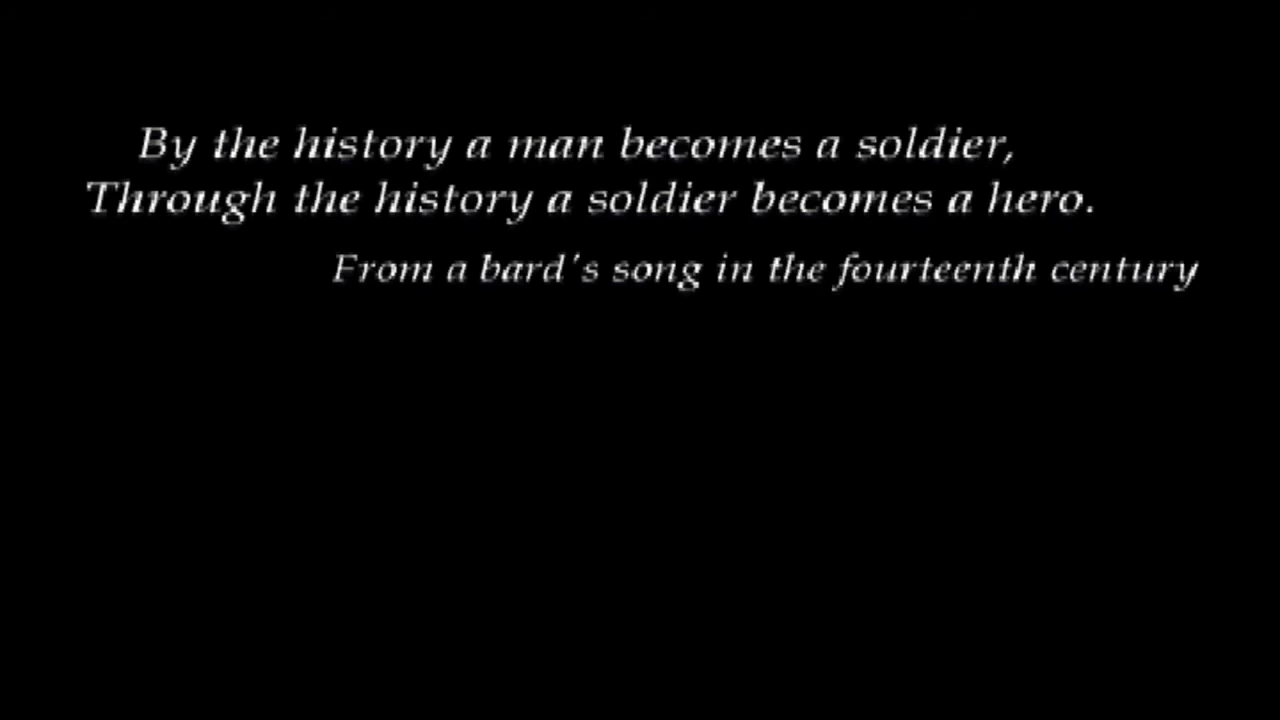 By the history a man becomes a soldier,
Through the history a soldier becomes a hero.
From a bard's song in the fourteenth century